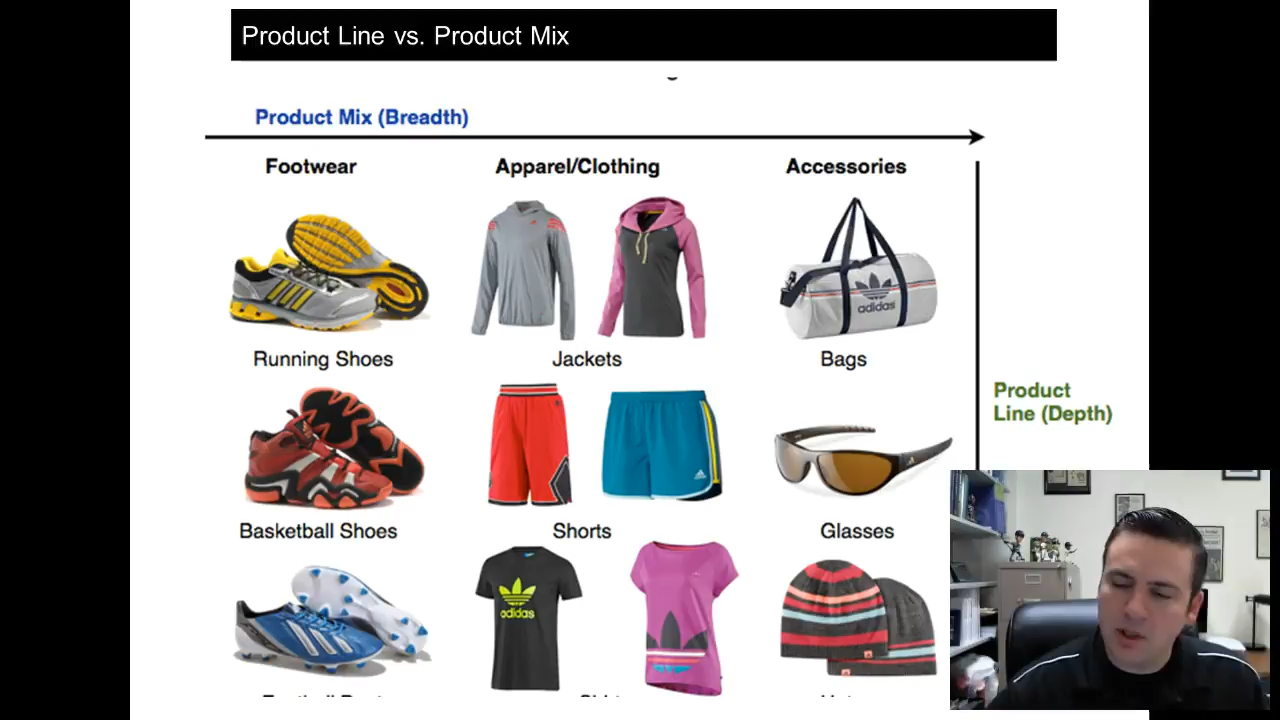 Product Line vs. Product Mix
Product Mix (Breadth)
Footwear
Apparel/Clothing
Accessories
adidas
Running Shoes
Jackets
Bags
Product
Line (Depth)
Basketball Shoes
Shorts
Glasses
adidas